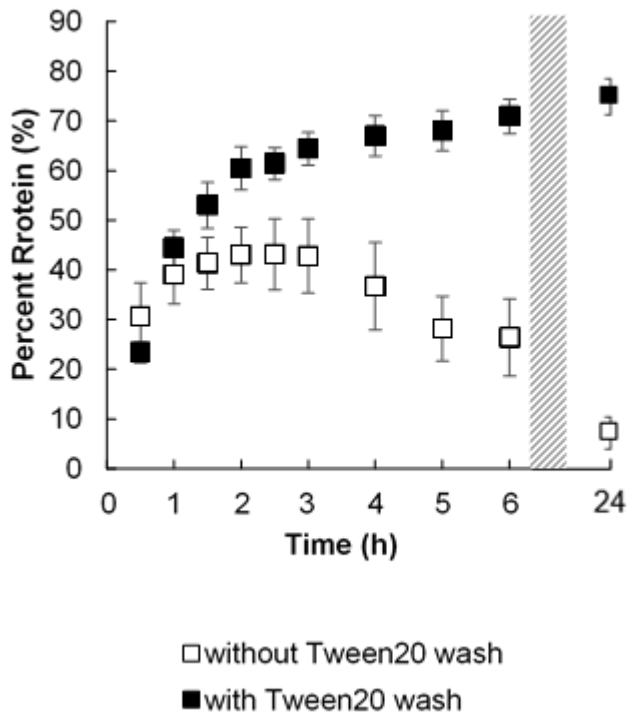 Percent Rrotein (%)
90
80
70
60
50
40
30
20
10
0
0 1 2 3 4 5 6 24
Time (h)
without Tween20 wash
with Tween20 wash